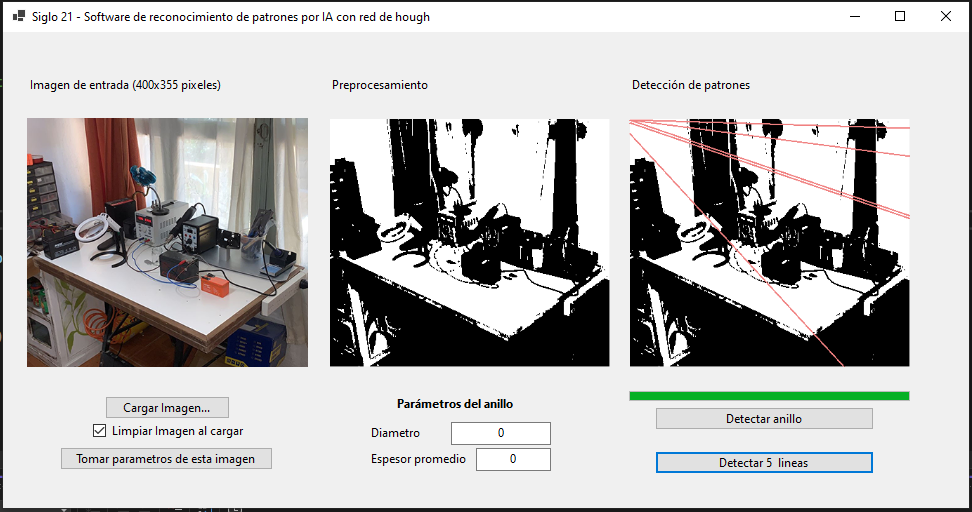 Siglo 21 - Software de reconocimiento de patrones por IA con red de hough
Imagen de entrada (400x355 pixeles)
Preprocesamiento
Detección de patrones
Cargar Imagen...
Limpiar Imagen al cargar
Tomar parametros de esta imagen
Parámetros del anillo
Diametro
0
Espesor promedio
0
Detectar anillo
Detectar 5 lineas